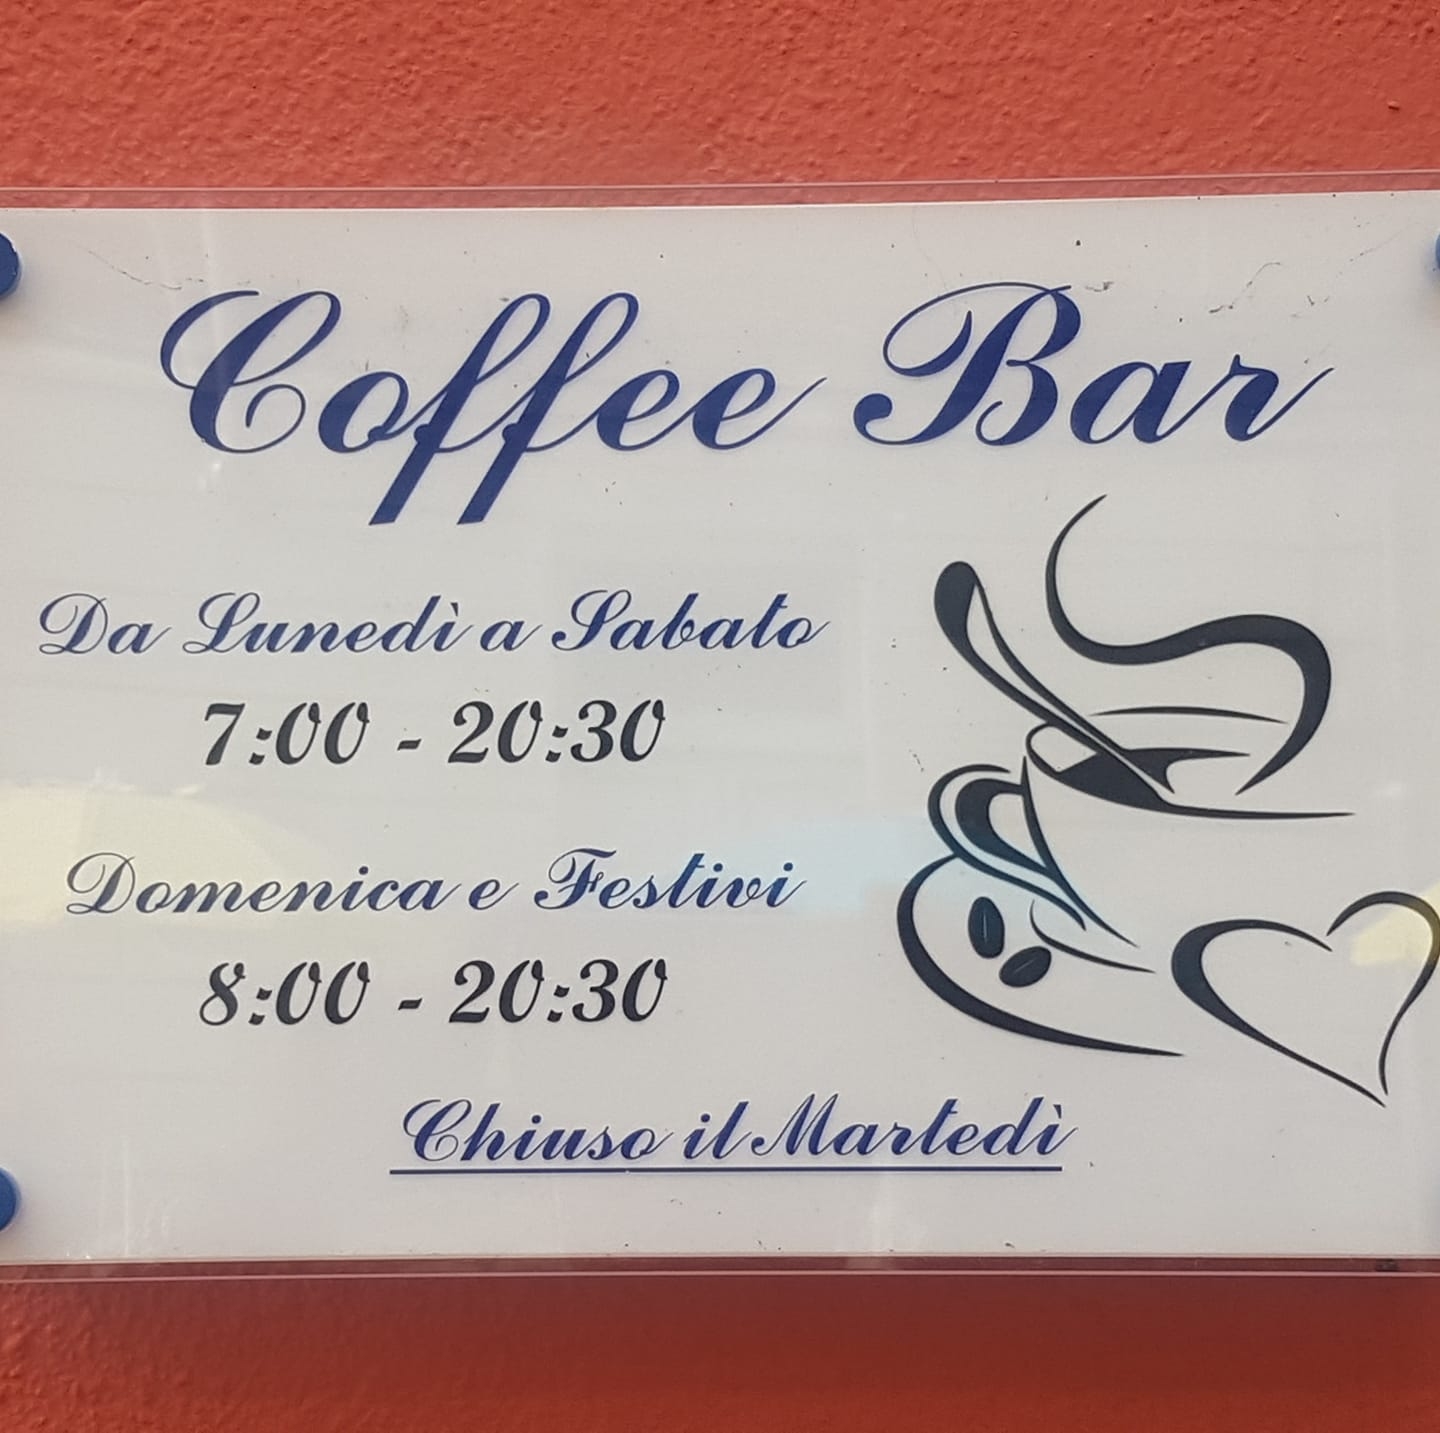 Coffee Bar
Da Lunedì a Sabato
7:00 - 20:30
Domenica e Festivi
8:00 - 20:30
Chiuso il Martedì